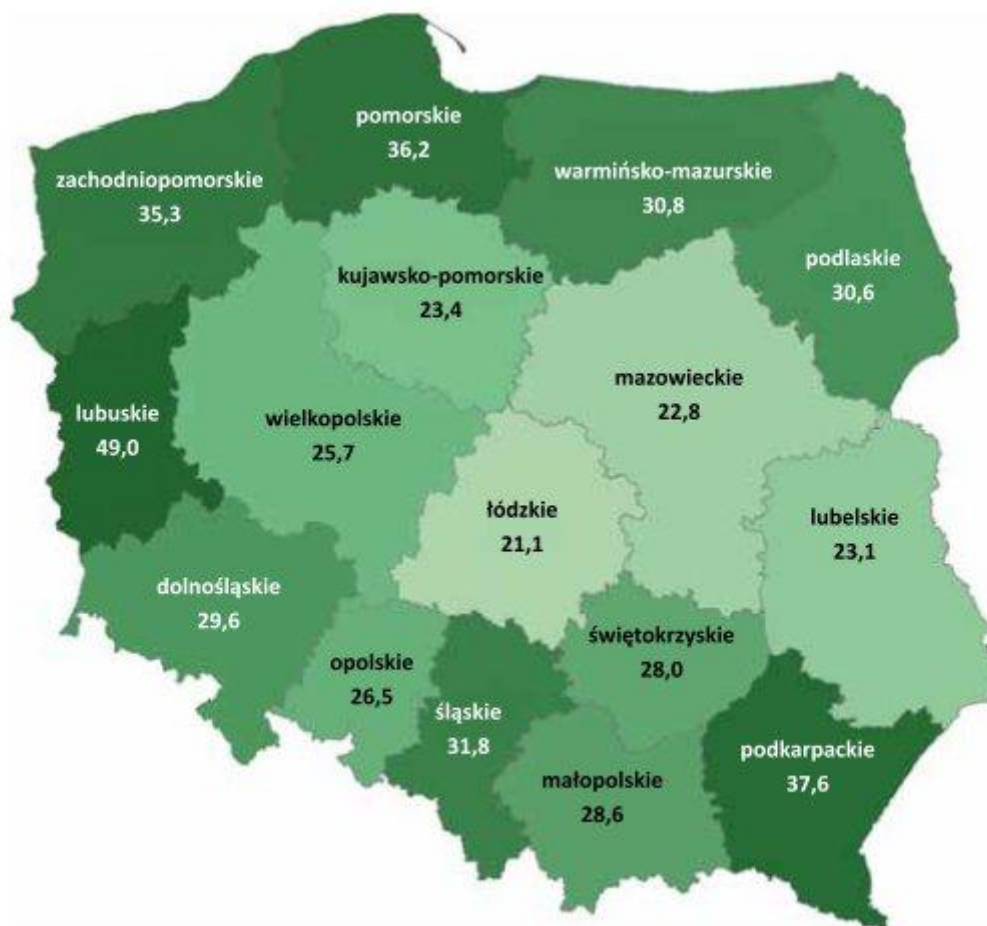 pomorskie
36,2
zachodniopomorskie
35,3
warmińsko-mazurskie
30,8
podlaskie
30,6
kujawsko-pomorskie
23,4
mazowieckie
22,8
lubuskie
49,0
wielkopolskie
25,7
łódzkie
21,1
lubelskie
23,1
dolnośląskie
29,6
opolskie
26,5
świętokrzyskie
28,0
śląskie
31,8
małopolskie
28,6
podkarpackie
37,6